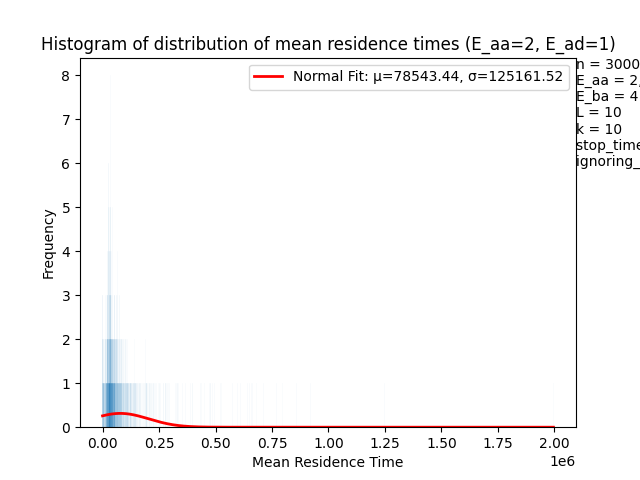 Histogram of distribution of mean residence times (E_aa=2, E_ad=1)
n = 3000
E_aa = 2,
E_ba = 4
L = 10
k = 10
stop_time
ignoring_
Normal Fit: μ=78543.44, σ=125161.52
Frequency
8
7
6
5
4
3
2
1
0
0.00 0.25 0.50 0.75 1.00 1.25 1.50 1.75 2.00
1e6
Mean Residence Time